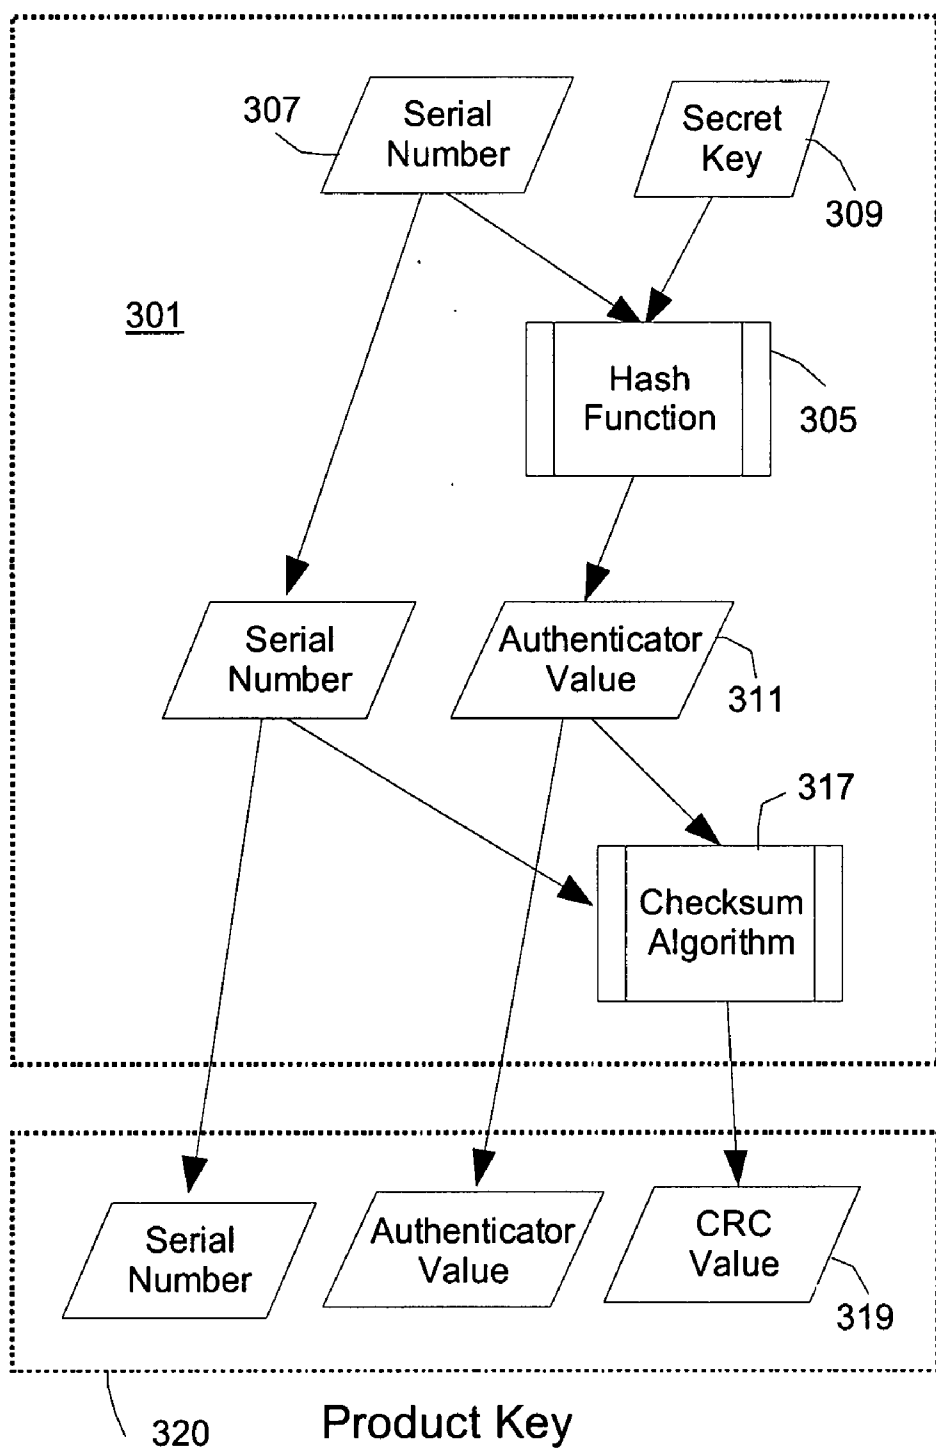 307
Serial
Number
Secret
Key
309
301
Hash
Function
305
Serial
Number
Authenticator
Value
311
317
Checksum
Algorithm
Serial
Number
Authenticator
Value
CRC
Value
319
320
Product Key